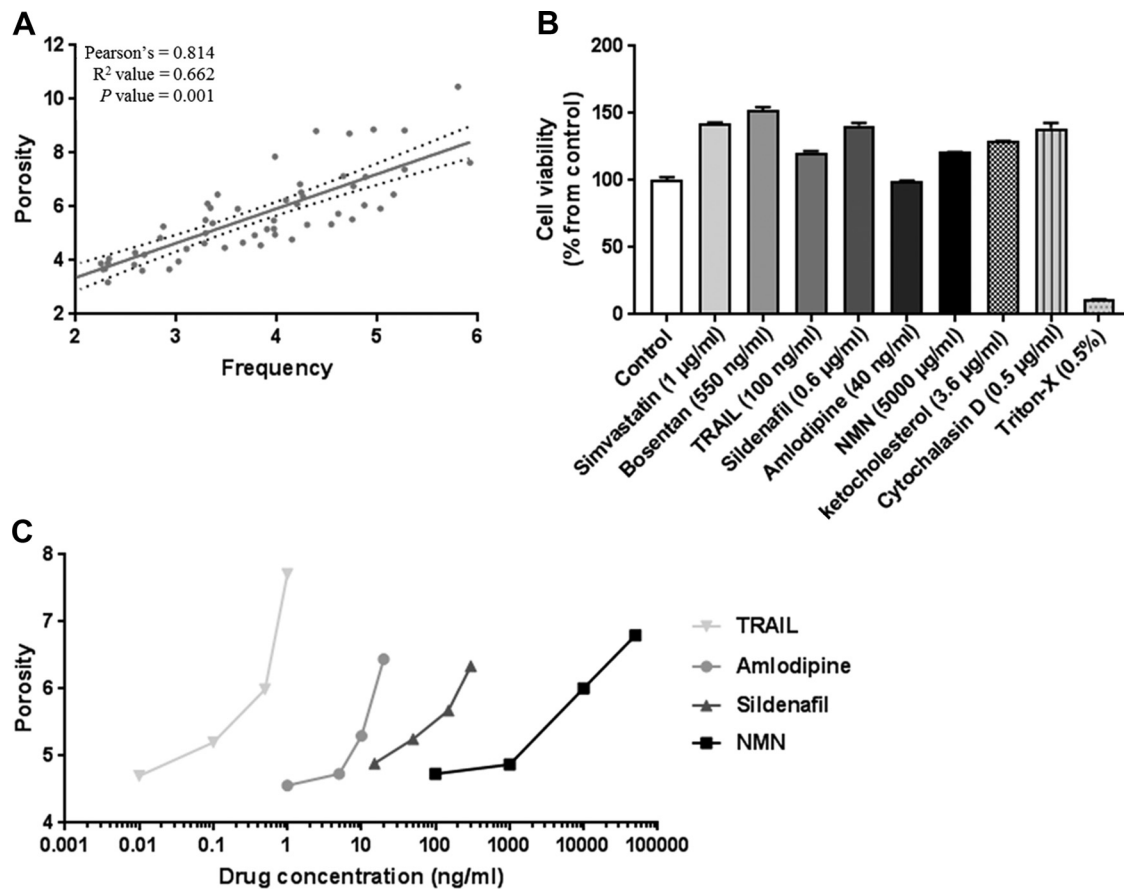 A
Pearson's = 0.814
R² value = 0.662
P value = 0.001
Porosity
12
10
8
6
4
2
2 3 4 5 6
Frequency
B
Cell viability
(% from control)
200
150
100
50
0
Control
Simvastatin (1 µg/ml)
Bosentan (550 ng/ml)
TRAIL (100 ng/ml)
Sildenafil (0.6 µg/ml)
Amlodipine (40 ng/ml)
NMN (5000 µg/ml)
ketocholesterol (3.6 µg/ml)
Cytochalasin D (0.5 µg/ml)
Triton-X (0.5%)
C
Porosity
8
7
6
5
4
0.001 0.01 0.1 1 10 100 1000 10000 100000
Drug concentration (ng/ml)
TRAIL
Amlodipine
Sildenafil
NMN